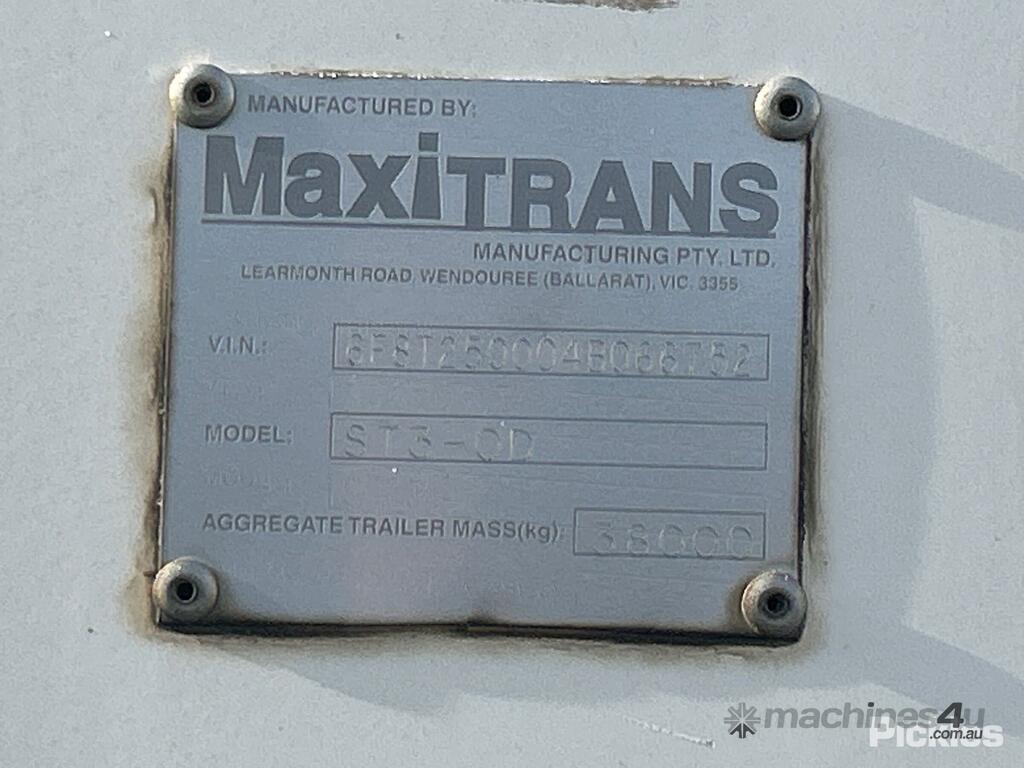 MANUFACTURED BY:
MaxiTRANS
MANUFACTURING PTY. LTD.
LEARMONTH ROAD, WENDOUREE (BALLARAT), VIC. 3355
V.I.N.:
MODEL: ST3-OD
AGGREGATE TRAILER MASS(kg): 38000
machines4u
.com.au
Pickles